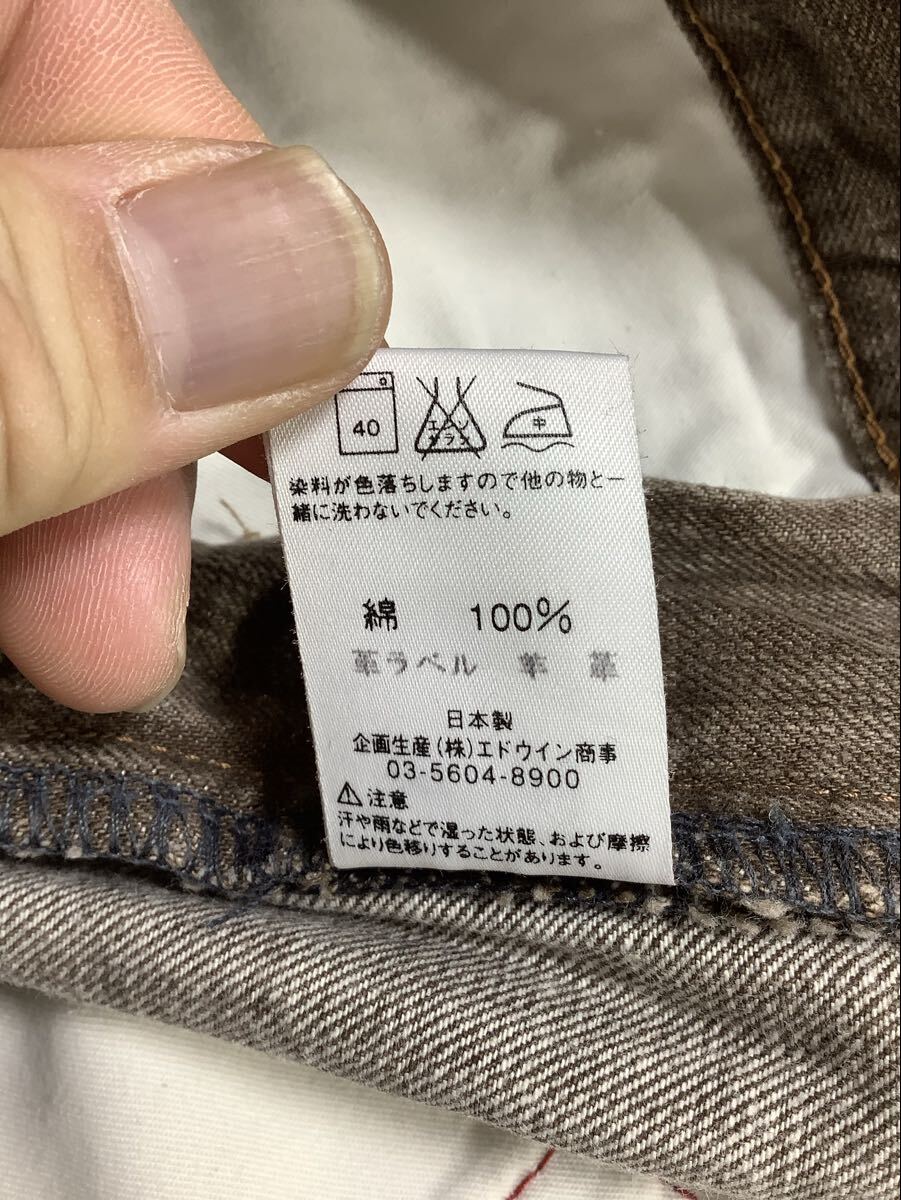 40 エンソ サラシ 中
染料が色落ちしますので他の物と一
緒に洗わないでください。
綿 100%
革ラベル 羊 革
日本製
企画生産(株)エドウイン商事
03-5604-8900
⚠注意
汗や雨などで湿った状態、および摩擦
により色移りすることがあります。